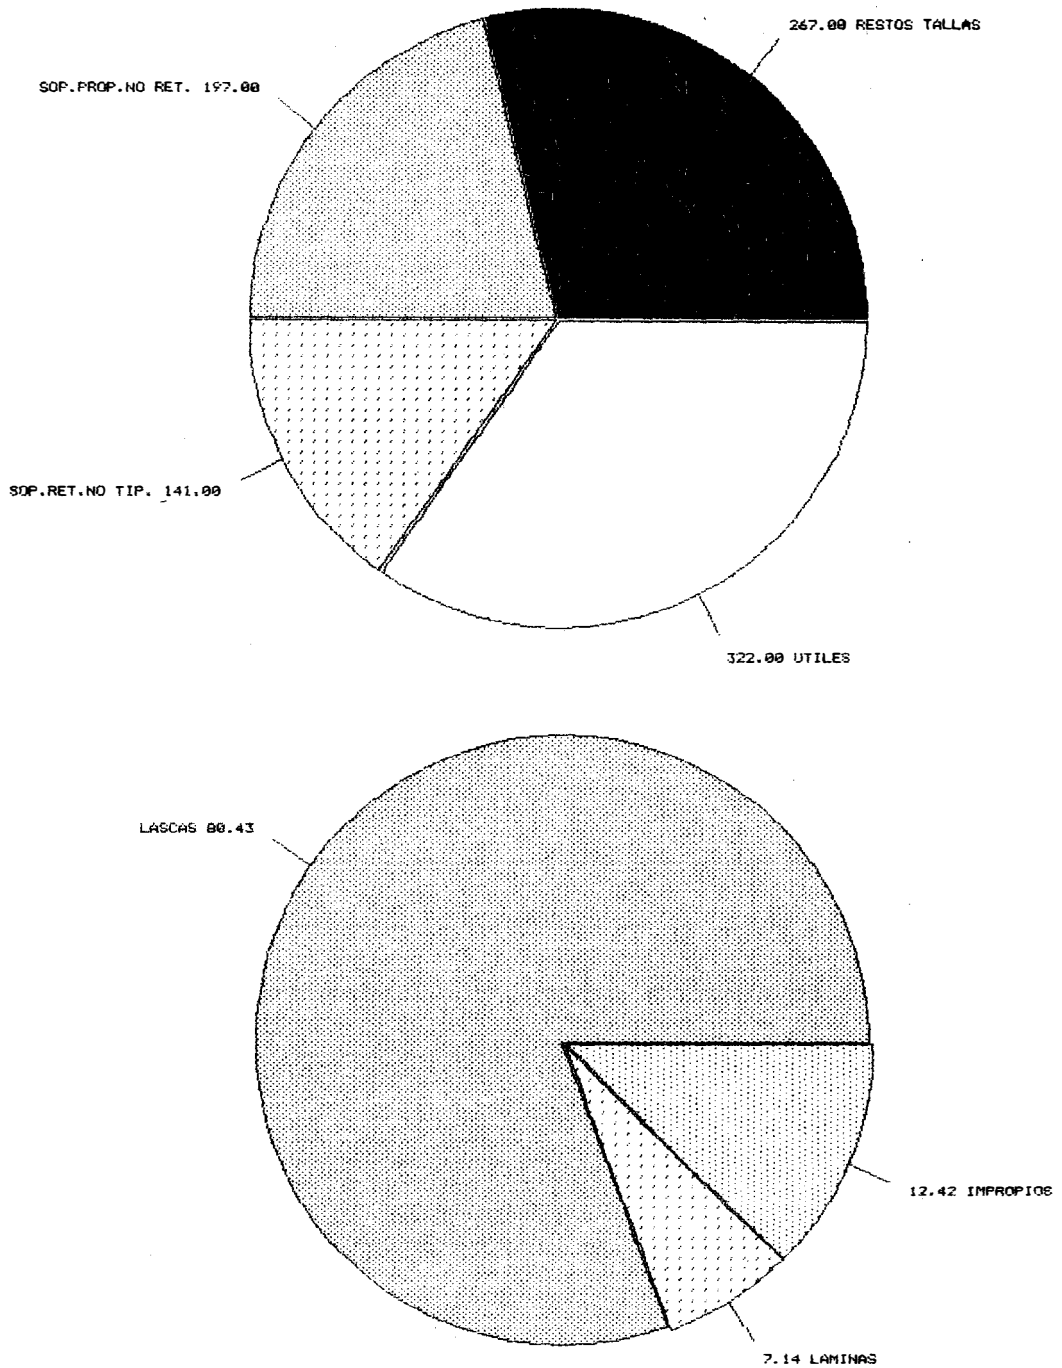 267.00 RESTOS TALLAS
SOP.PROP.NO RET. 197.00
SOP.RET.NO TIP. 141.00
322.00 UTILES
LASCAS 80.43
12.42 IMPROPIOS
7.14 LAMINAS